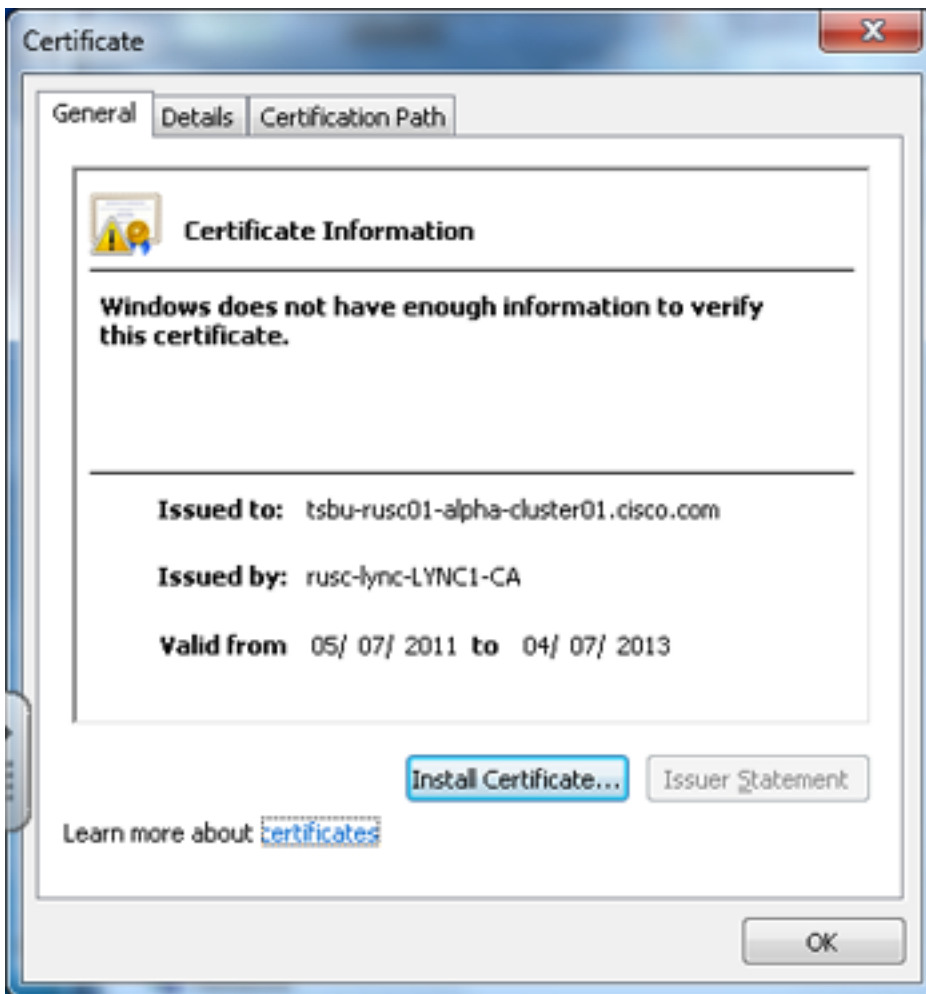 Certificate
General Details Certification Path
Certificate Information
Windows does not have enough information to verify
this certificate.
Issued to: tsbu-rusc01-alpha-cluster01.cisco.com
Issued by: rusc-lync-LYNC1-CA
Valid from 05/ 07/ 2011 to 04/ 07/ 2013
Install Certificate... Issuer Statement
Learn more about certificates
OK